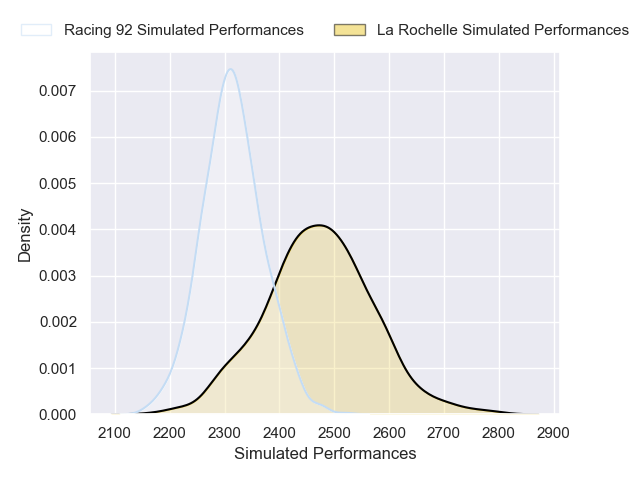 Racing 92 Simulated Performances
La Rochelle Simulated Performances
0.007
0.006
0.005
0.004
0.003
0.002
0.001
0.000
Density
2100 2200 2300 2400 2500 2600 2700 2800 2900
Simulated Performances